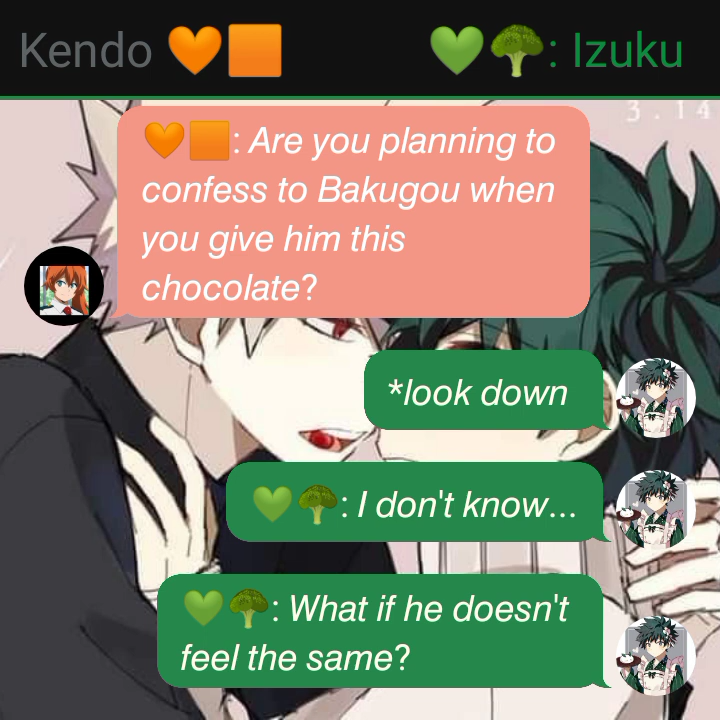 Kendo 🧡🟧
💚🥦: Izuku
3.14
🧡🟧: Are you planning to
confess to Bakugou when
you give him this
chocolate?
*look down
💚🥦: I don't know...
💚🥦: What if he doesn't
feel the same?